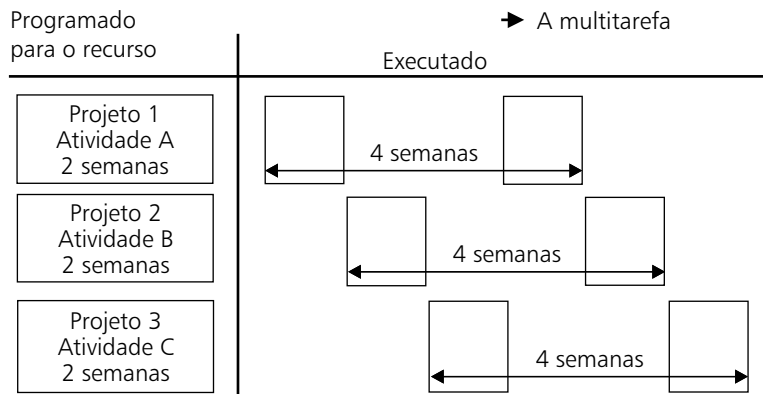 Programado
para o recurso
A multitarefa
Executado
Projeto 1
Atividade A
2 semanas
4 semanas
Projeto 2
Atividade B
2 semanas
4 semanas
Projeto 3
Atividade C
2 semanas
4 semanas